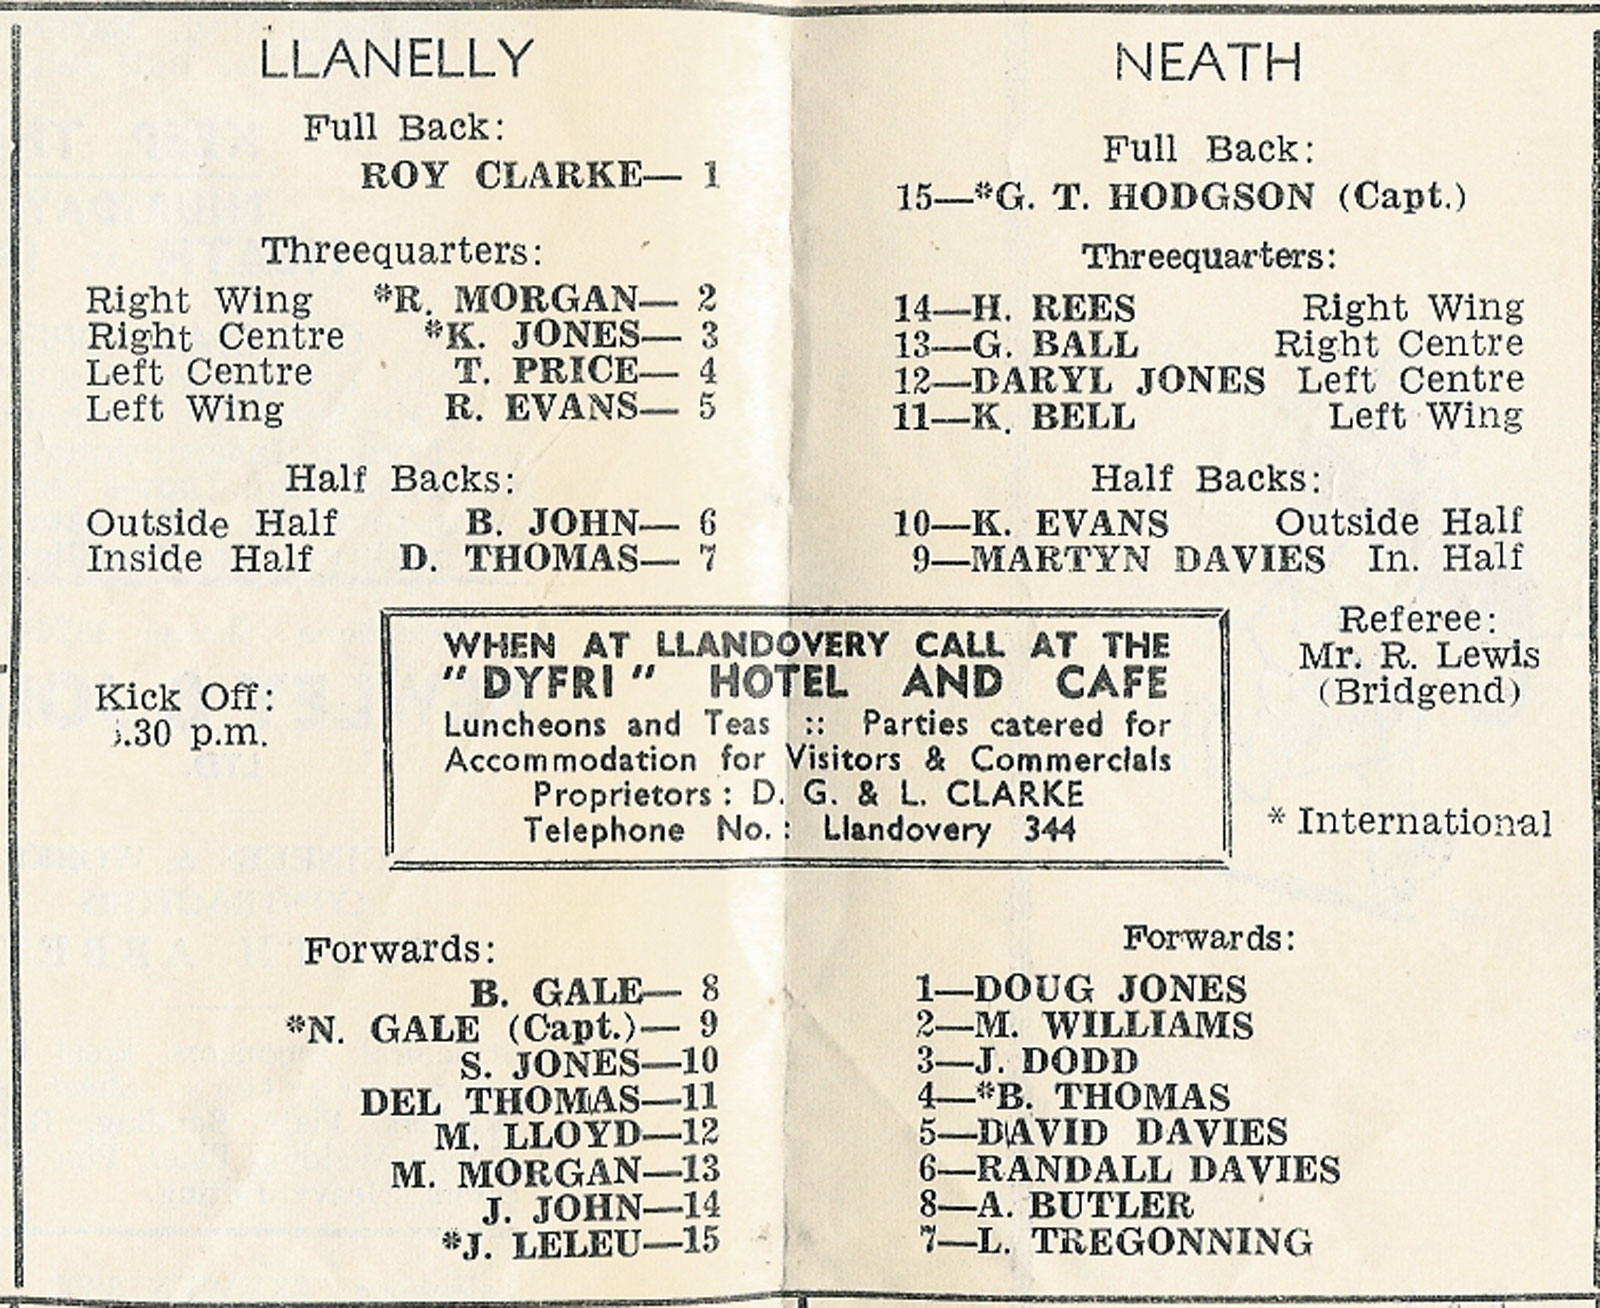 LLANELLY
Full Back:
ROY CLARKE— 1
Threequarters:
Right Wing *R. MORGAN— 2
Right Centre *K. JONES— 3
Left Centre T. PRICE— 4
Left Wing R. EVANS— 5
Half Backs:
Outside Half B. JOHN— 6
Inside Half D. THOMAS— 7
NEATH
Full Back:
15—*G. T. HODGSON (Capt.)
Threequarters:
14—H. REES Right Wing
13—G. BALL Right Centre
12—DARYL JONES Left Centre
11—K. BELL Left Wing
Half Backs:
10—K. EVANS Outside Half
9—MARTYN DAVIES In. Half
Kick Off:
.30 p.m.
WHEN AT LLANDOVERY CALL AT THE
"DYFRI" HOTEL AND CAFE
Luncheons and Teas :: Parties catered for
Accommodation for Visitors & Commercials
Proprietors: D. G. & L. CLARKE
Telephone No.: Llandovery 344
Referee:
Mr. R. Lewis
(Bridgend)
* International
Forwards:
B. GALE— 8
*N. GALE (Capt.)— 9
S. JONES—10
DEL THOMAS—11
M. LLOYD—12
M. MORGAN—13
J. JOHN—14
*J. LELEU—15
Forwards:
1—DOUG JONES
2—M. WILLIAMS
3—J. DODD
4—*B. THOMAS
5—DAVID DAVIES
6—RANDALL DAVIES
8—A. BUTLER
7—L. TREGONNING